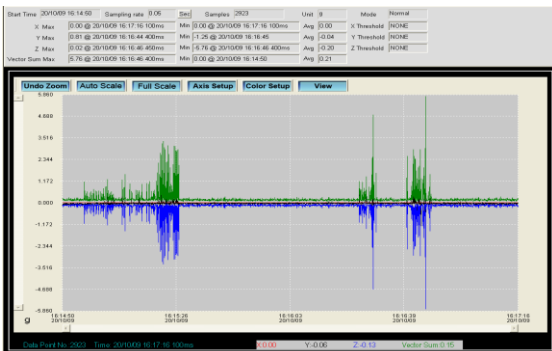 Start Time 20/10/09 16:14:50 Sampling rate 0.05 Sec Samples 2923 Unit g Mode Normal
X Max 0.00 @ 20/10/09 16:17:16 100ms Min 0.00 @ 20/10/09 16:17:16 100ms Avg 0.00 X Threshold NONE
Y Max 0.81 @ 20/10/09 16:16:44 400ms Min -1.25 @ 20/10/09 16:16:45 Avg -0.04 Y Threshold NONE
Z Max 0.02 @ 20/10/09 16:16:46 450ms Min -5.76 @ 20/10/09 16:16:46 400ms Avg -0.20 Z Threshold NONE
Vector Sum Max 5.76 @ 20/10/09 16:16:46 400ms Min 0.00 @ 20/10/09 16:14:50 Avg 0.21
Undo Zoom Auto Scale Full Scale Axis Setup Color Setup View
5.860
4.688
3.516
2.344
1.172
0.000
-1.172
-2.344
-3.516
-4.688
-5.860
g
16:14:50 16:15:26 16:16:03 16:16:39 16:17:16
20/10/09 20/10/09 20/10/09 20/10/09 20/10/09
Data Point No. 2923 Time 20/10/09 16:17:16 100ms X:0.00 Y:-0.06 Z:-0.13 Vector Sum 0.15